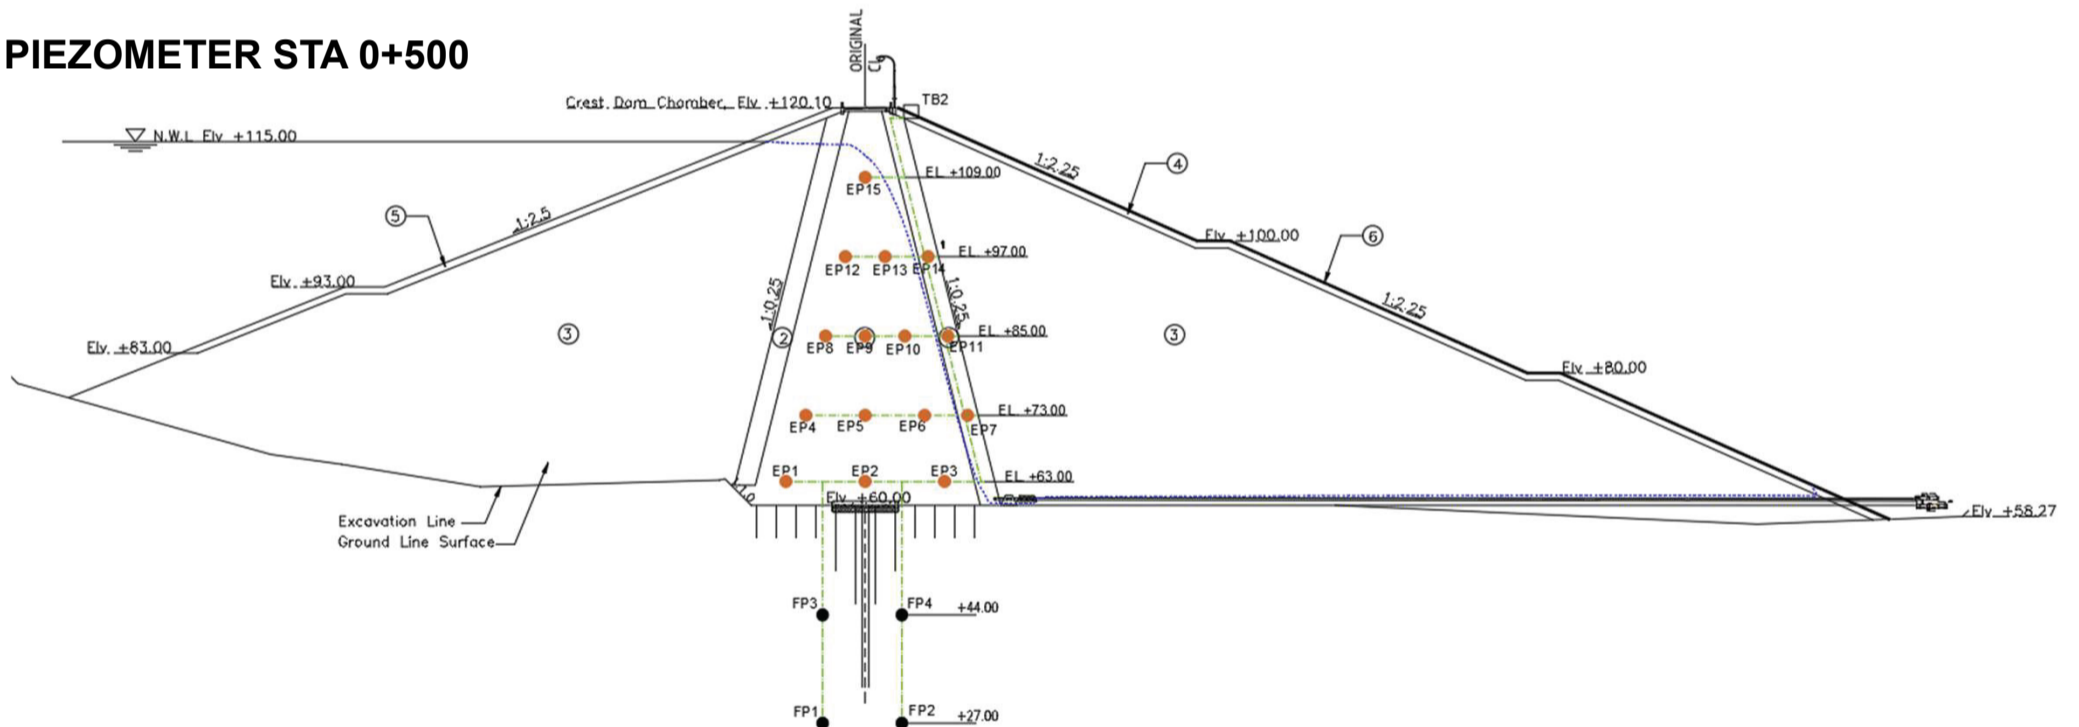 PIEZOMETER STA 0+500
ORIGINAL
CL
Crest Dam Chamber, Elv +120.10
TB2
N.W.L Elv +115.00
1:2.25
4
EL +109.00
EP15
5
1:2.5
Elv +100.00
6
EL +97.00
EP12 EP13 EP14
Elv +93.00
1:0.25
1:0.25
1:2.25
3
2
EL +85.00
EP8 EP9 EP10 EP11
3
Elv +83.00
Elv +80.00
EL +73.00
EP4 EP5 EP6 EP7
EP1 EP2 EP3
EL +63.00
Elv +60.00
Excavation Line
Ground Line Surface
Elv +58.27
FP3 FP4 +44.00
FP1 FP2 +27.00